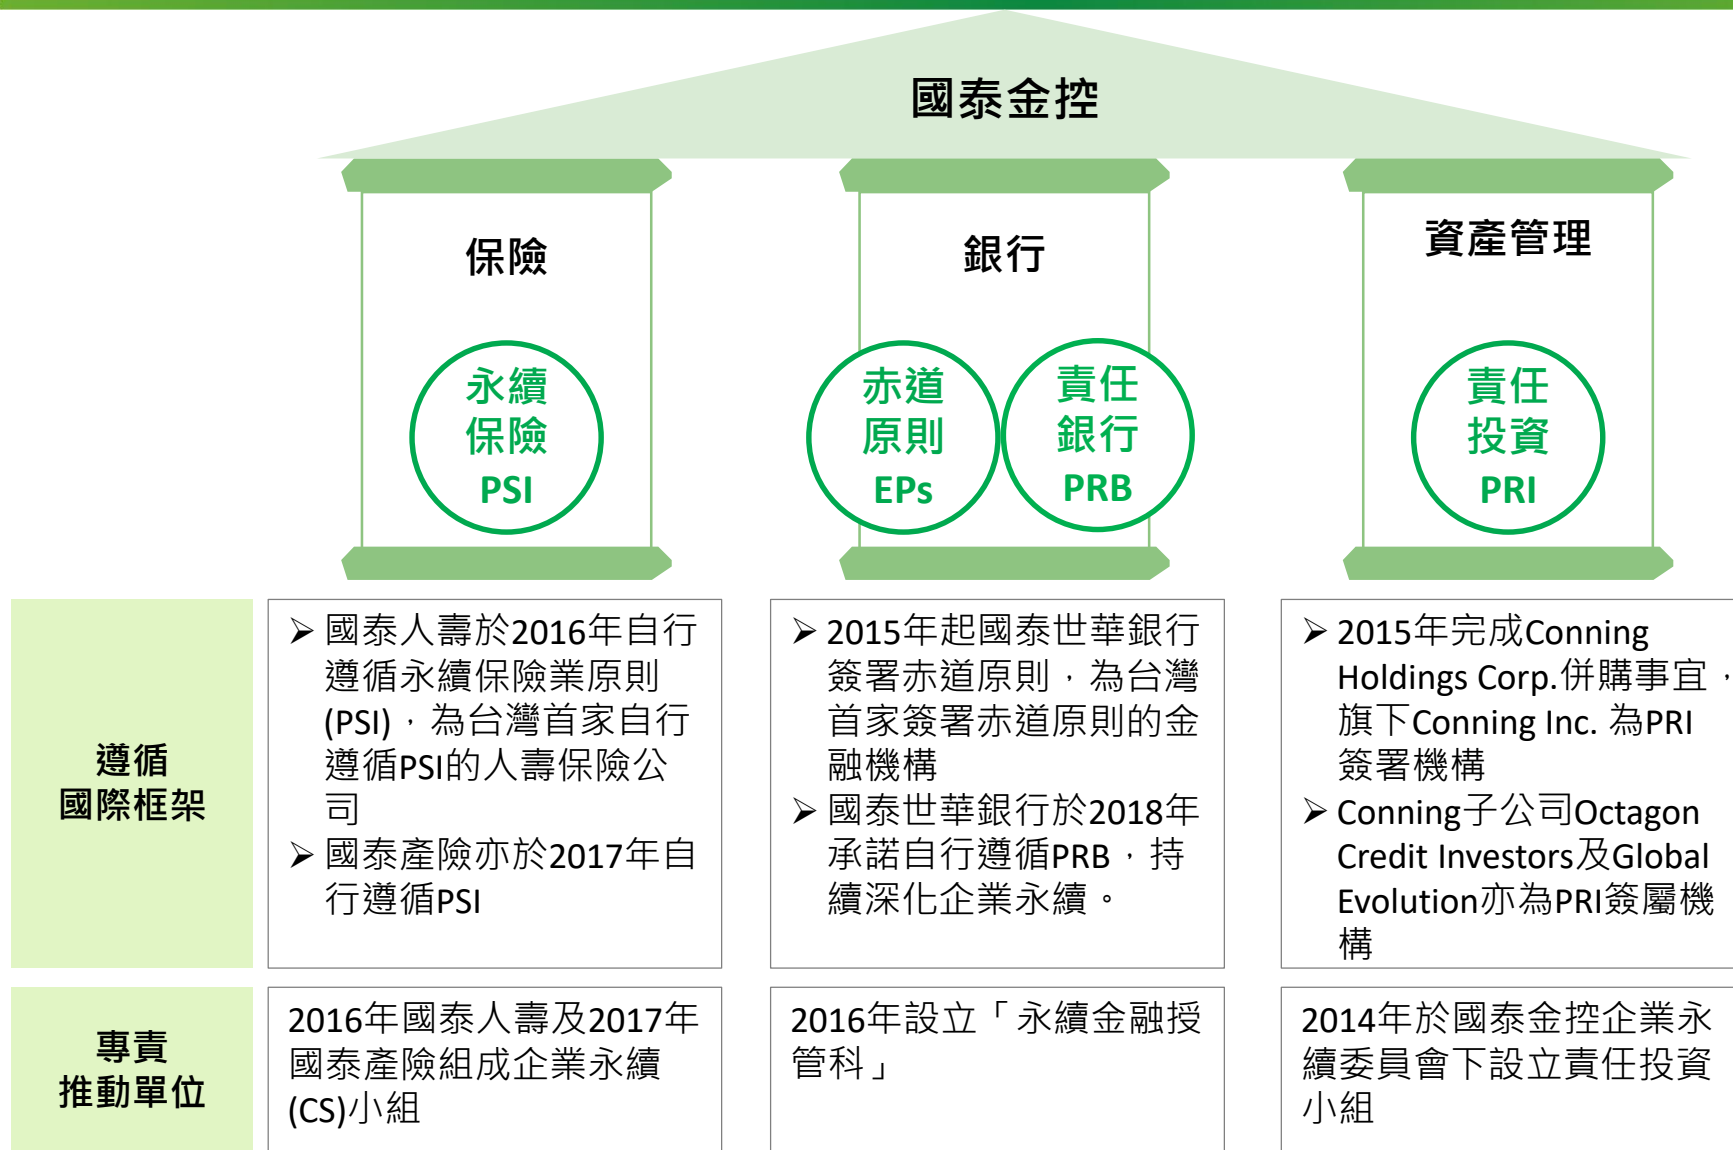 國泰金控
保險
銀行
資產管理
永續
保險
PSI
赤道
原則
EPs
責任
銀行
PRB
責任
投資
PRI
遵循
國際框架
➢ 國泰人壽於2016年自行
遵循永續保險業原則
(PSI)，為台灣首家自行
遵循PSI的人壽保險公
司
➢ 國泰產險亦於2017年自
行遵循PSI
➢ 2015年起國泰世華銀行
簽署赤道原則，為台灣
首家簽署赤道原則的金
融機構
➢ 國泰世華銀行於2018年
承諾自行遵循PRB，持
續深化企業永續。
➢ 2015年完成Conning
Holdings Corp.併購事宜，
旗下Conning Inc. 為PRI
簽署機構
➢ Conning子公司Octagon
Credit Investors及Global
Evolution亦為PRI簽屬機
構
專責
推動單位
2016年國泰人壽及2017年
國泰產險組成企業永續
(CS)小組
2016年設立「永續金融授
管科」
2014年於國泰金控企業永
續委員會下設立責任投資
小組